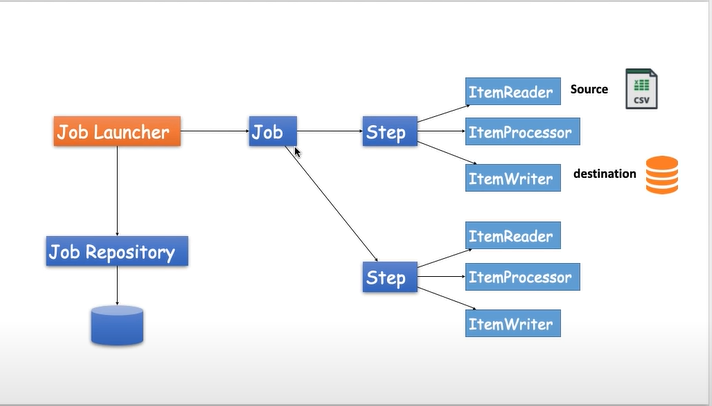 ItemReader
Source
CSV
Job Launcher
Job
Step
ItemProcessor
ItemWriter
destination
Job Repository
Step
ItemReader
ItemProcessor
ItemWriter